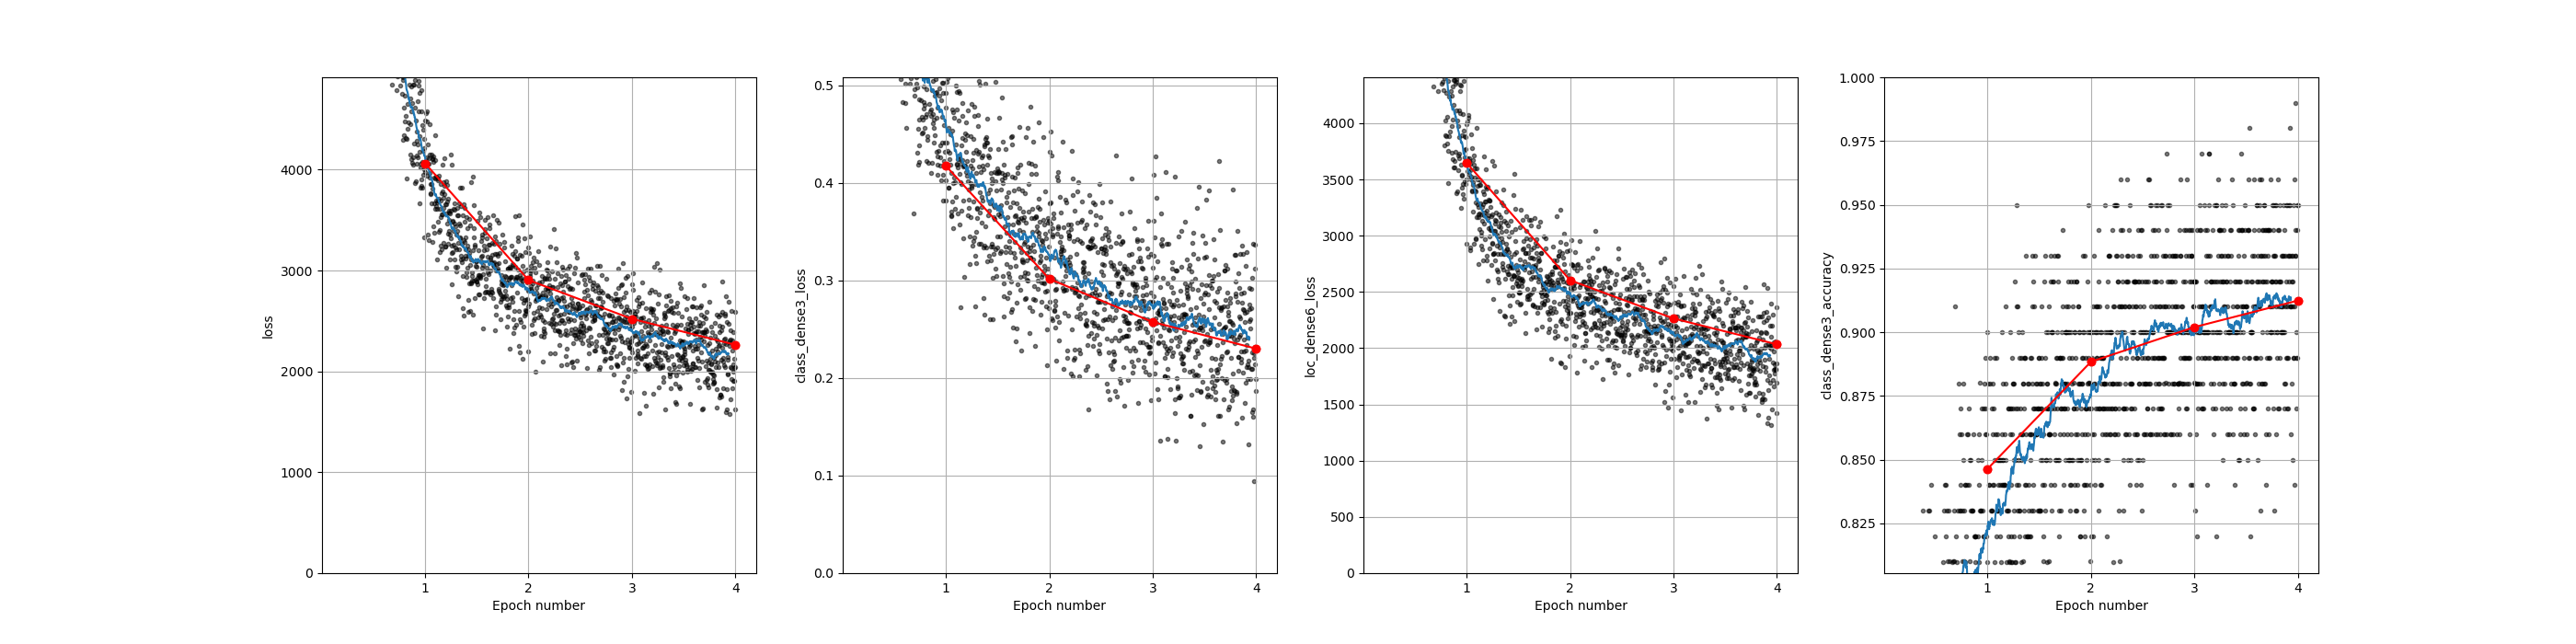 loss
4000
3000
2000
1000
0
1 2 3 4
Epoch number
class_dense3_loss
0.5
0.4
0.3
0.2
0.1
0.0
1 2 3 4
Epoch number
loc_dense6_loss
4000
3500
3000
2500
2000
1500
1000
500
0
1 2 3 4
Epoch number
class_dense3_accuracy
1.000
0.975
0.950
0.925
0.900
0.875
0.850
0.825
1 2 3 4
Epoch number